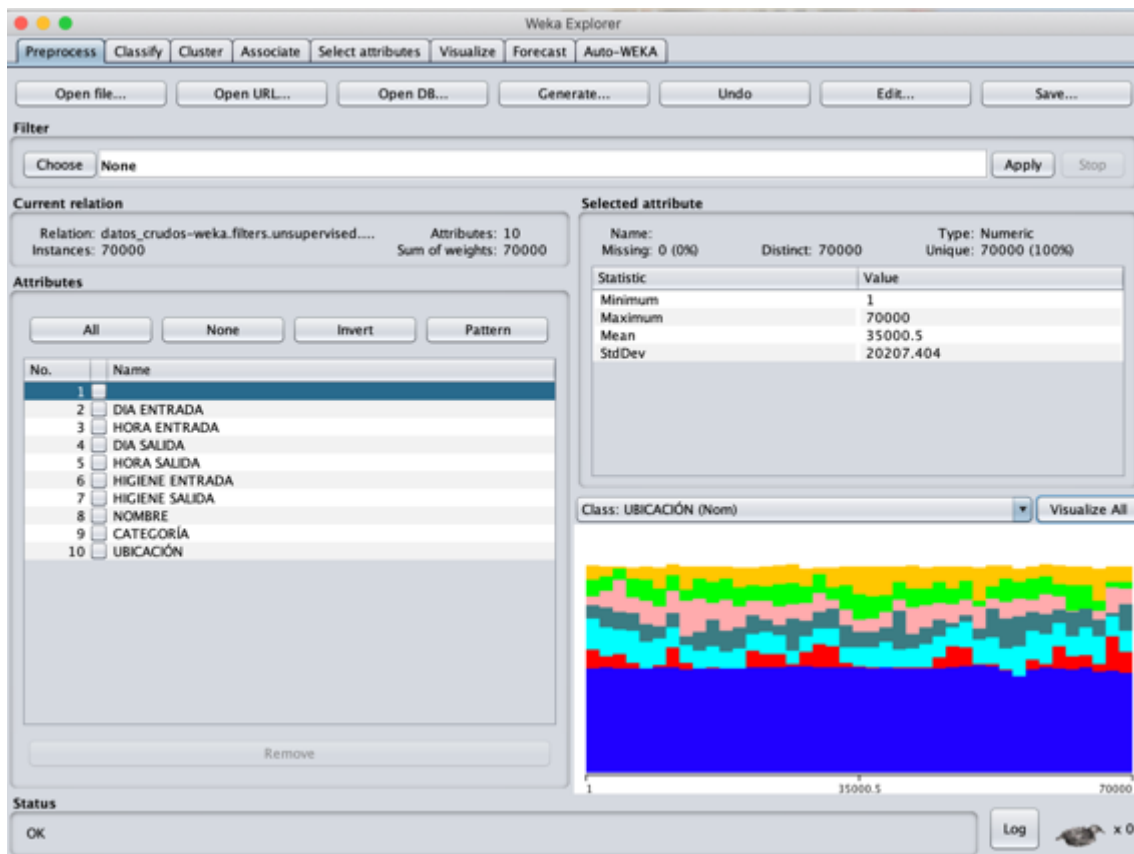 Weka Explorer
Preprocess Classify Cluster Associate Select attributes Visualize Forecast Auto-WEKA
Open file... Open URL... Open DB... Generate... Undo Edit... Save...
Filter
Choose None Apply Stop
Current relation
Relation: datos_crudos-weka.filters.unsupervised.... Attributes: 10
Instances: 70000 Sum of weights: 70000
Attributes
All None Invert Pattern
No. Name
1
2 DIA ENTRADA
3 HORA ENTRADA
4 DIA SALIDA
5 HORA SALIDA
6 HIGIENE ENTRADA
7 HIGIENE SALIDA
8 NOMBRE
9 CATEGORÍA
10 UBICACIÓN
Remove
Selected attribute
Name: Type: Numeric
Missing: 0 (0%) Distinct: 70000 Unique: 70000 (100%)
Statistic Value
Minimum 1
Maximum 70000
Mean 35000.5
StdDev 20207.404
Class: UBICACIÓN (Nom) Visualize All
1 35000.5 70000
Status
OK Log x 0